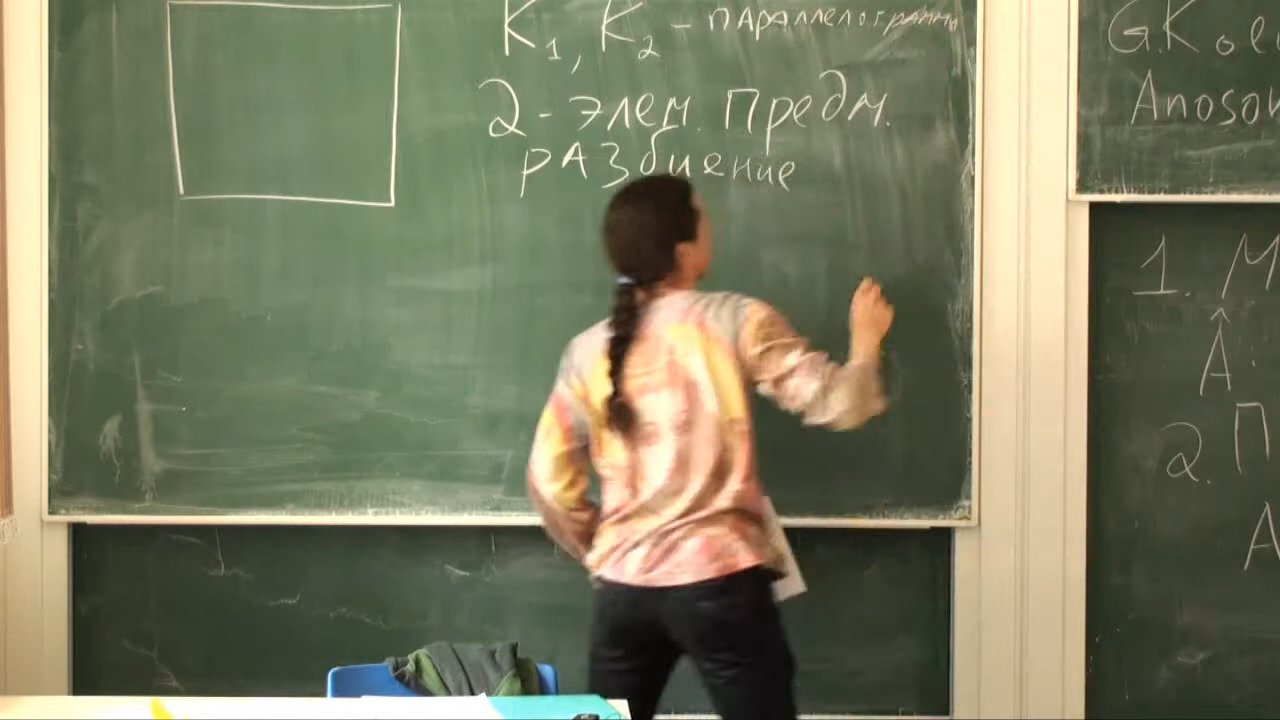 K₁, K₂ - параллелограммы
2-элем. предм.
разбиение
G.K
Anosov
1. М
Â
2. П
А